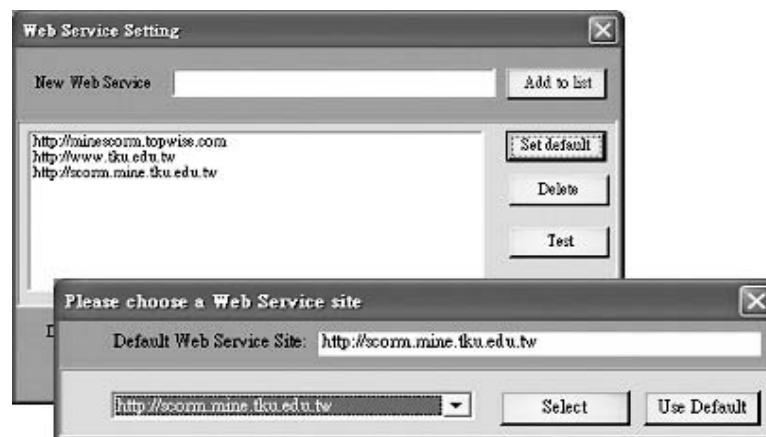 Web Service Setting
New Web Service
Add to list
http://minescorm.topwise.com
http://www.tku.edu.tw
http://scorm.mine.tku.edu.tw
Set default
Delete
Test
Please choose a Web Service site
Default Web Service Site: http://scorm.mine.tku.edu.tw
http://scorm.mine.tku.edu.tw Select Use Default